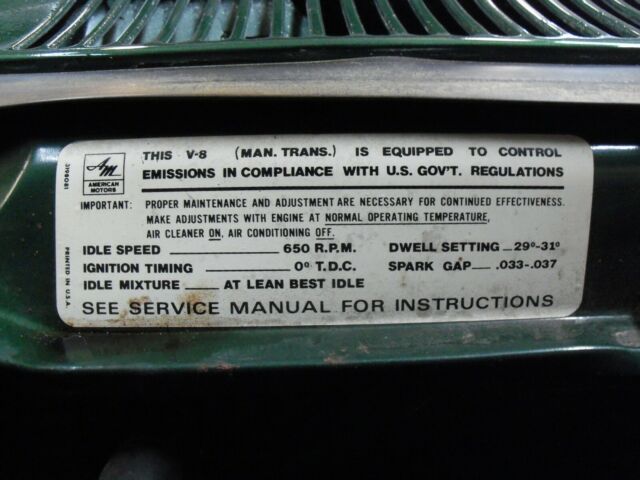 3198081
AM
AMERICAN
MOTORS
THIS V-8 (MAN. TRANS.) IS EQUIPPED TO CONTROL
EMISSIONS IN COMPLIANCE WITH U.S. GOV'T. REGULATIONS
IMPORTANT: PROPER MAINTENANCE AND ADJUSTMENT ARE NECESSARY FOR CONTINUED EFFECTIVENESS.
MAKE ADJUSTMENTS WITH ENGINE AT NORMAL OPERATING TEMPERATURE,
AIR CLEANER ON, AIR CONDITIONING OFF.
IDLE SPEED 650 R.P.M. DWELL SETTING 29°-31°
IGNITION TIMING 0° T.D.C. SPARK GAP .033-.037
IDLE MIXTURE AT LEAN BEST IDLE
SEE SERVICE MANUAL FOR INSTRUCTIONS
PRINTED IN U.S.A.